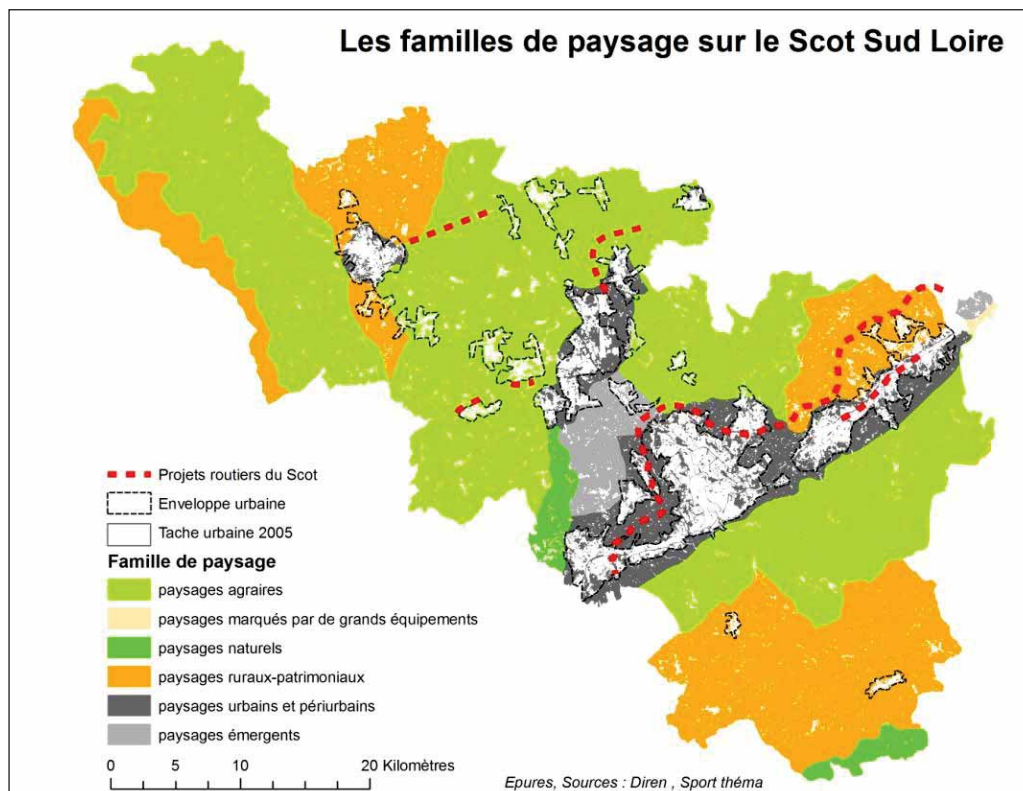 Les familles de paysage sur le Scot Sud Loire
Projets routiers du Scot
Enveloppe urbaine
Tache urbaine 2005
Famille de paysage
paysages agraires
paysages marqués par de grands équipements
paysages naturels
paysages ruraux-patrimoniaux
paysages urbains et périurbains
paysages émergents
0 5 10 20 Kilomètres
Epures, Sources : Diren , Sport théma